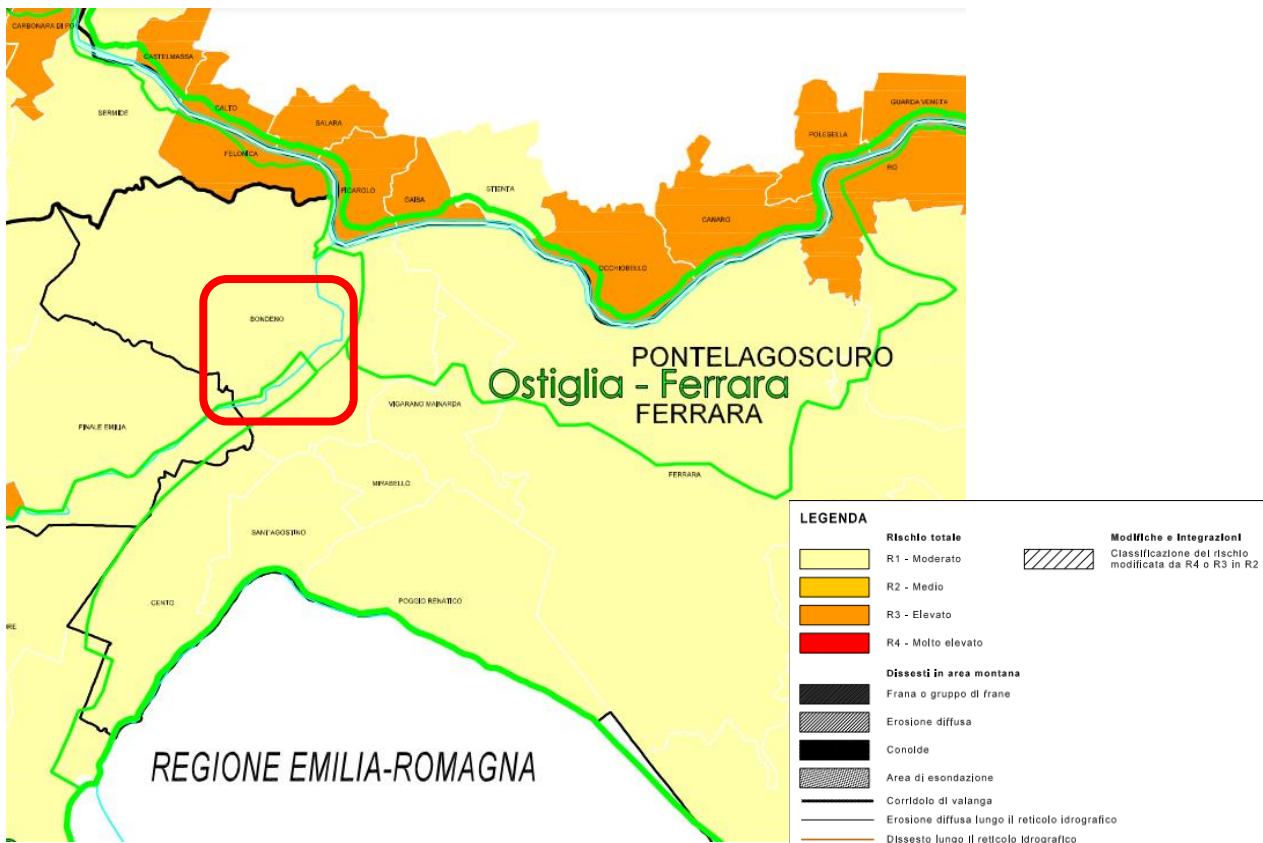 CARBONARA DI PO
CASTELMASSA
SERMIDE
CALTO
SALARA
FELONICA
FICAROLO
GAIBA
STIENTA
GUARDA VENETA
POLESELLA
RO
CANARO
OCCHIOBELLO
BONDENO
PONTELAGOSCURO
Ostiglia - Ferrara
FERRARA
VIGARANO MAINARDA
FINALE EMILIA
FERRARA
MIRABELLO
SANT'AGOSTINO
CENTO
POGGIO RENATICO
REGIONE EMILIA-ROMAGNA
LEGENDA
Rischio totale
R1 - Moderato
R2 - Medio
R3 - Elevato
R4 - Molto elevato
Modifiche e Integrazioni
Classificazione del rischio
modificata da R4 o R3 in R2
Dissesti in area montana
Frana o gruppo di frane
Erosione diffusa
Conoide
Area di esondazione
Corridoio di valanga
Erosione diffusa lungo il reticolo idrografico
Dissesto lungo il reticolo idrografico